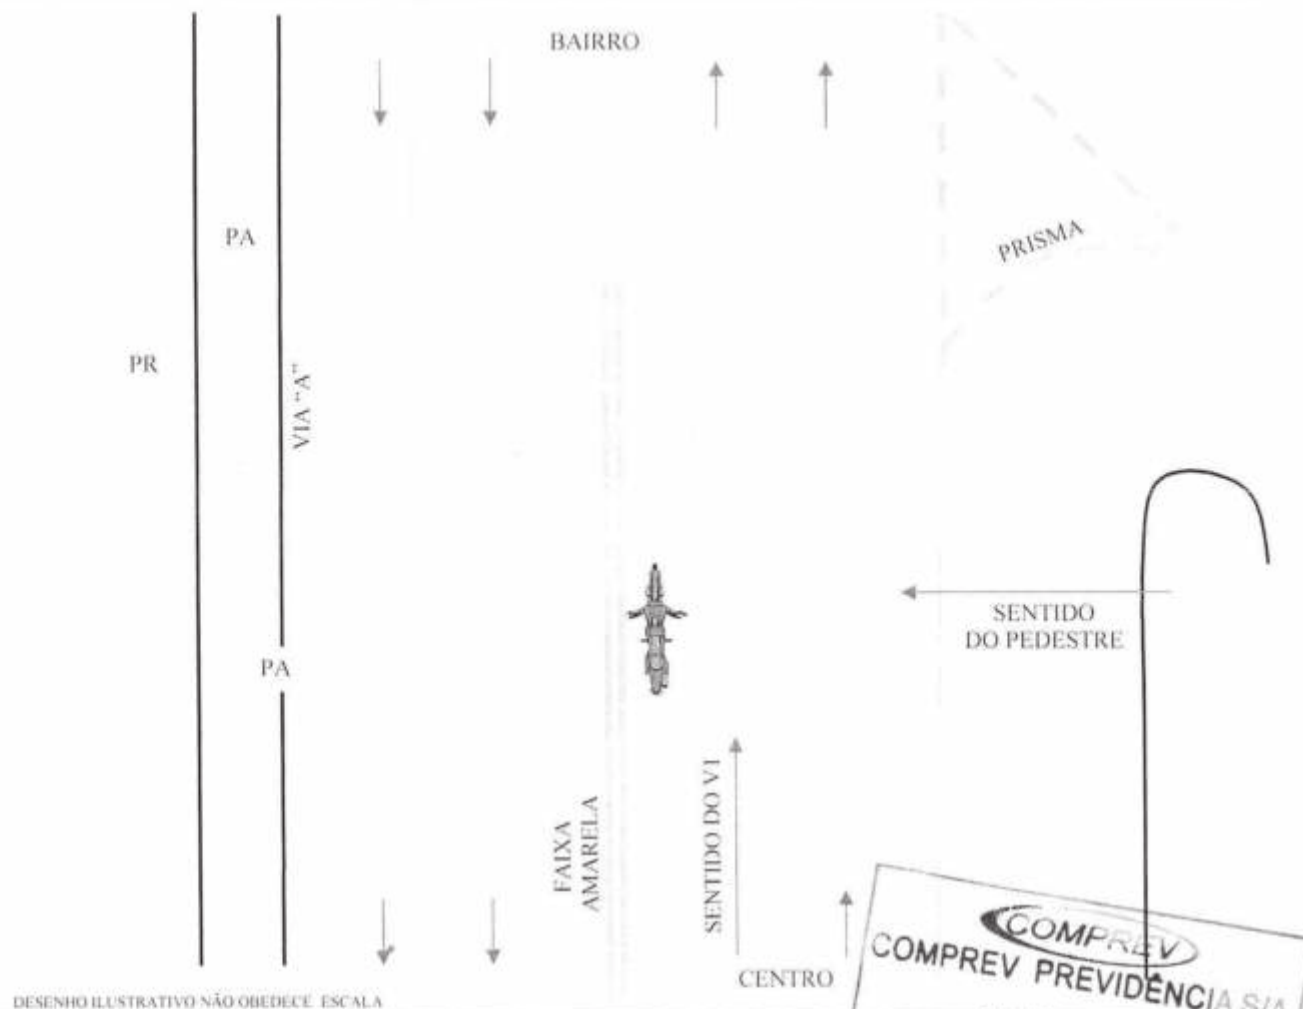 BAIRRO
PRISMA
PA
PR
VIA "A"
SENTIDO
DO PEDESTRE
PA
SENTIDO DO V1
FAIXA
AMARELA
CENTRO
COMPREV
COMPREV PREVIDÊNCIA S/A
DESENHO ILUSTRATIVO NÃO OBEDECE ESCALA